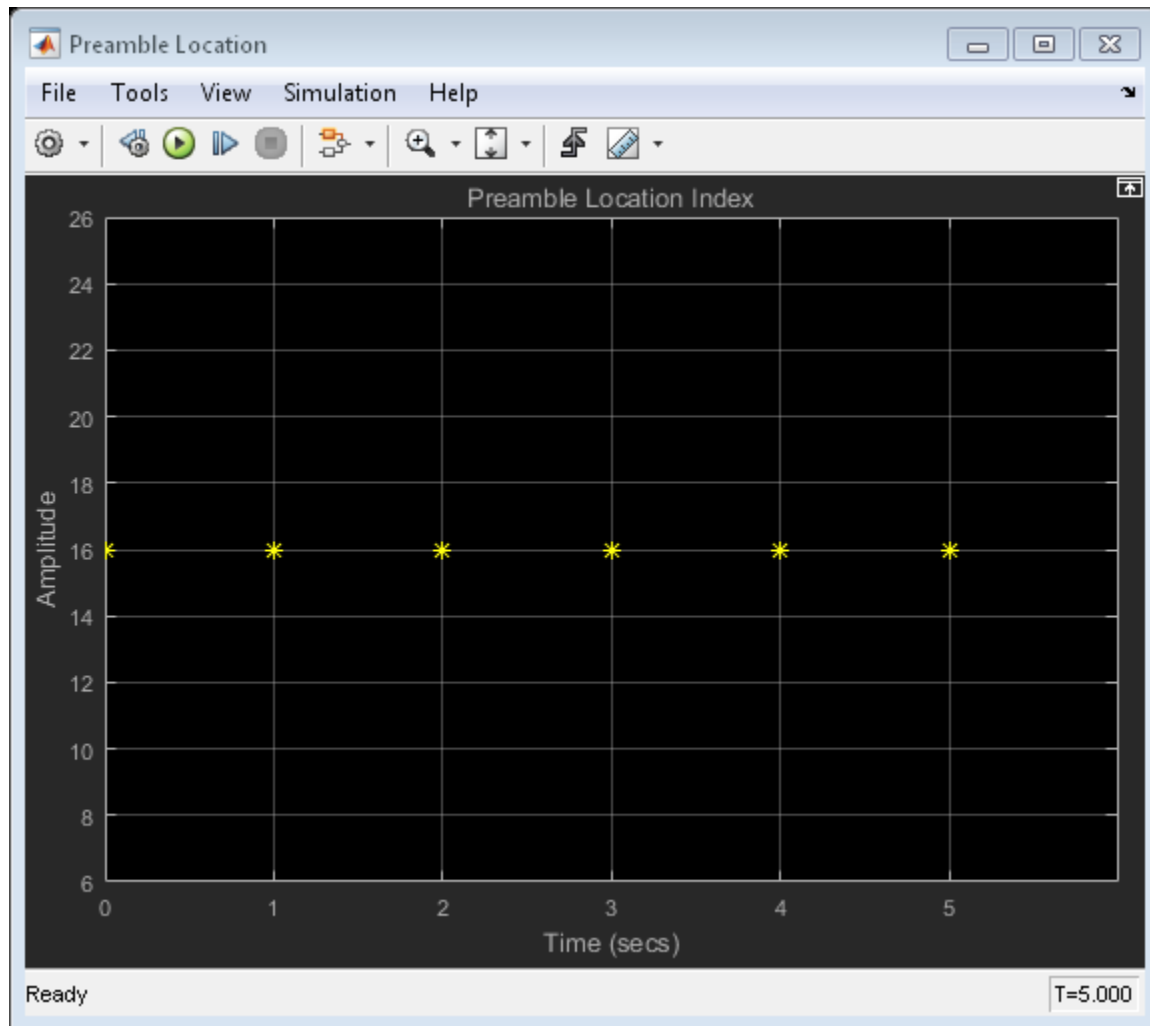 Preamble Location
File Tools View Simulation Help
Preamble Location Index
26
24
22
20
18
16
14
12
10
8
6
Amplitude
0 1 2 3 4 5
Time (secs)
Ready T=5.000